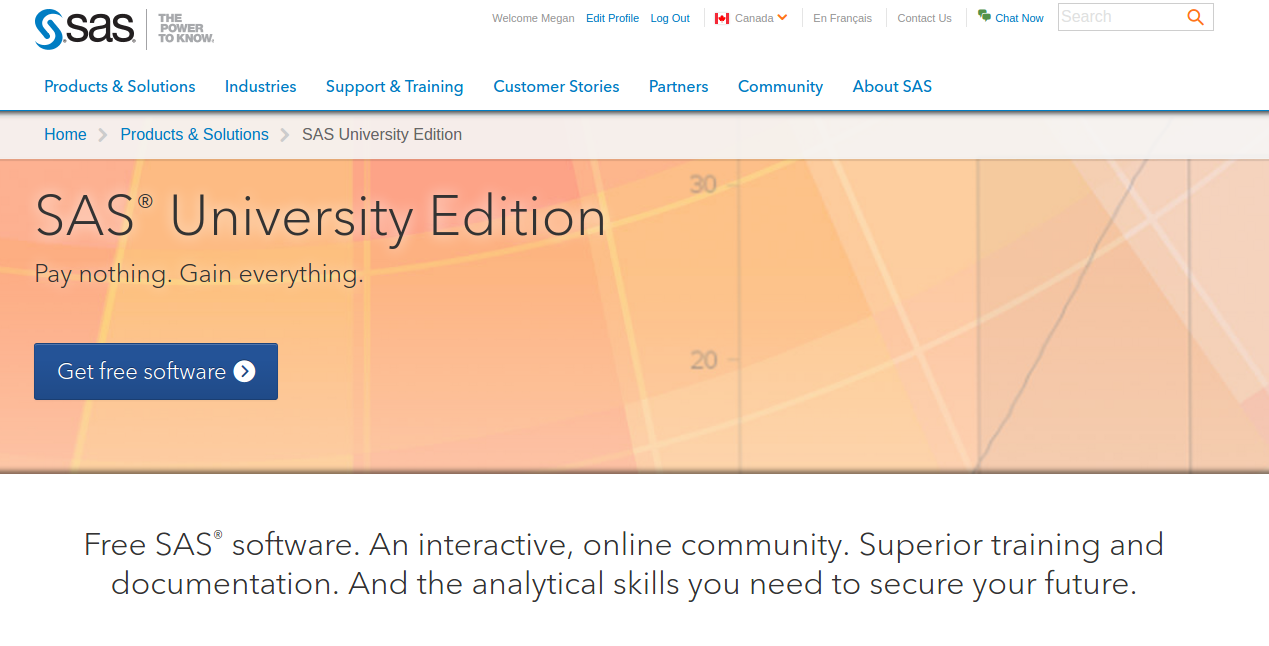 sas
THE
POWER
TO KNOW.
Welcome Megan Edit Profile Log Out Canada En Français Contact Us Chat Now Search
Products & Solutions Industries Support & Training Customer Stories Partners Community About SAS
Home Products & Solutions SAS University Edition
SAS® University Edition
Pay nothing. Gain everything.
Get free software
30
20
Free SAS® software. An interactive, online community. Superior training and
documentation. And the analytical skills you need to secure your future.